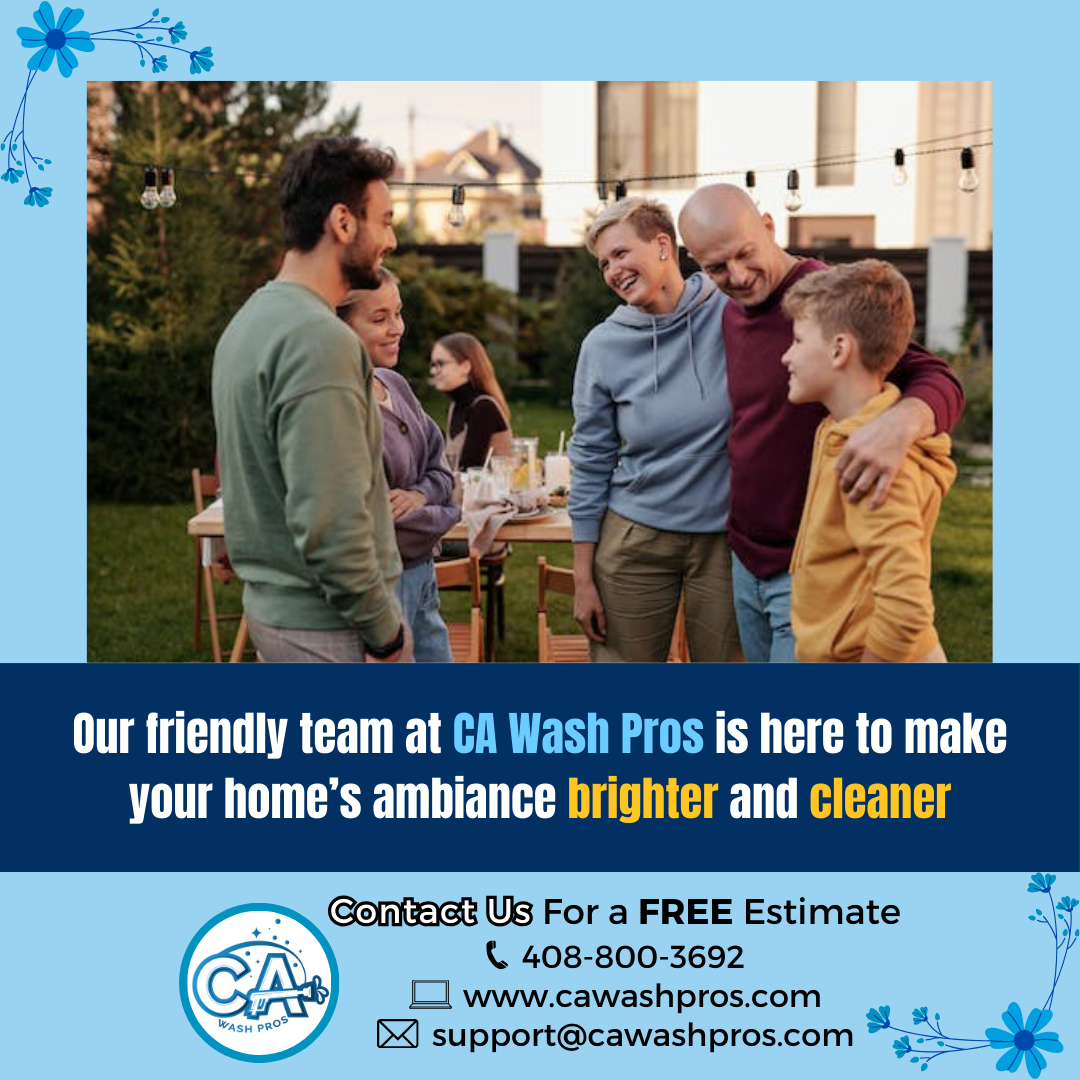 Our friendly team at CA Wash Pros is here to make
your home’s ambiance brighter and cleaner
Contact Us For a FREE Estimate
408-800-3692
www.cawashpros.com
support@cawashpros.com
CA
WASH PROS